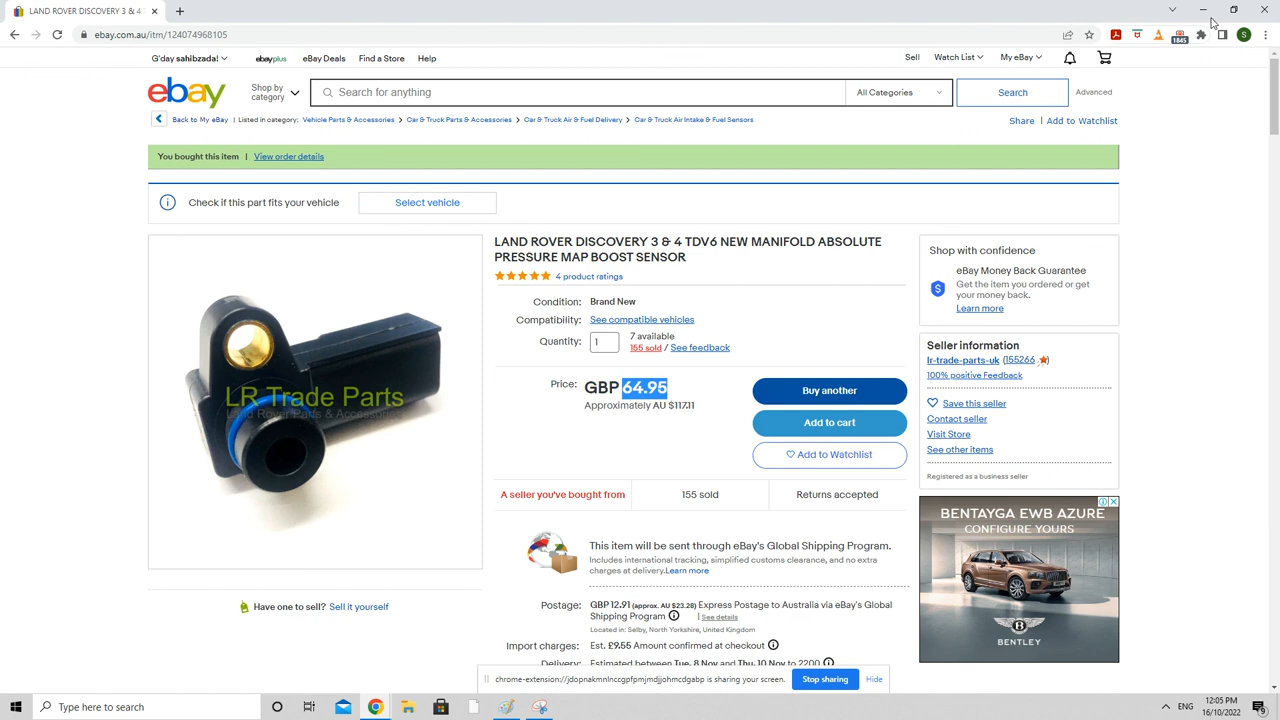 LAND ROVER DISCOVERY 3 & 4 T
ebay.com.au/itm/124074968105
1845
S
G'day sahibzada!
ebayplus
eBay Deals
Find a Store
Help
Sell
Watch List
My eBay
ebay
Shop by
category
Search for anything
All Categories
Search
Advanced
Back to My eBay | Listed in category: Vehicle Parts & Accessories > Car & Truck Parts & Accessories > Car & Truck Air & Fuel Delivery > Car & Truck Air Intake & Fuel Sensors
Share | Add to Watchlist
You bought this item | View order details
Check if this part fits your vehicle
Select vehicle
LR Trade Parts
Land Rover Parts & Accessories
Have one to sell? Sell it yourself
LAND ROVER DISCOVERY 3 & 4 TDV6 NEW MANIFOLD ABSOLUTE
PRESSURE MAP BOOST SENSOR
4 product ratings
Condition: Brand New
Compatibility: See compatible vehicles
Quantity: 1
7 available
155 sold / See feedback
Price: GBP 64.95
Approximately AU $117.11
Buy another
Add to cart
Add to Watchlist
A seller you've bought from
155 sold
Returns accepted
This item will be sent through eBay's Global Shipping Program.
Includes international tracking, simplified customs clearance, and no extra
charges at delivery.Learn more
Postage: GBP 12.91 (approx. AU $23.28) Express Postage to Australia via eBay's Global
Shipping Program | See details
Located in: Selby, North Yorkshire, United Kingdom
Import charges: Est. £9.55 Amount confirmed at checkout
Delivery: Estimated between Tue, 8 Nov and Thu, 10 Nov to 2200
Shop with confidence
eBay Money Back Guarantee
Get the item you ordered or get
your money back.
Learn more
Seller information
lr-trade-parts-uk (155266)
100% positive Feedback
Save this seller
Contact seller
Visit Store
See other items
Registered as a business seller
BENTAYGA EWB AZURE
CONFIGURE YOURS
BENTLEY
chrome-extension://jdopnakmnlnccgpfpmjmdjjohmcdgabp is sharing your screen.
Stop sharing
Hide
Type here to search
ENG
12:05 PM
16/10/2022
9